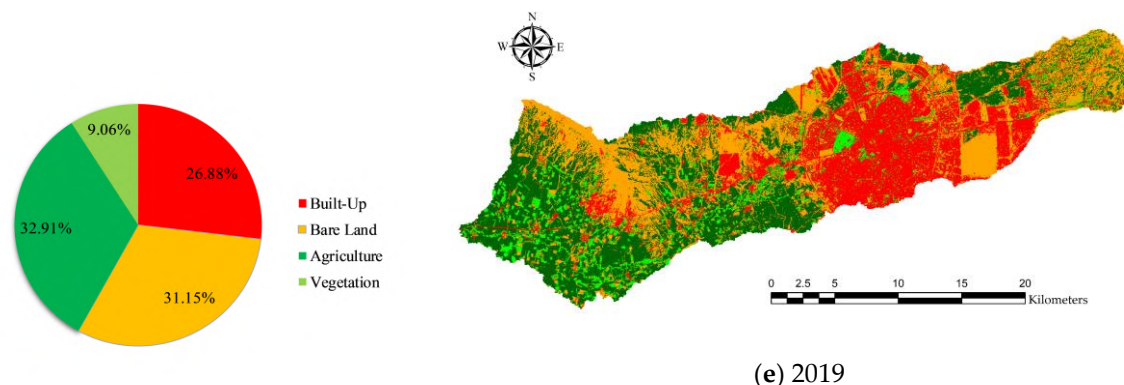 9.06%
26.88%
32.91%
31.15%
Built-Up
Bare Land
Agriculture
Vegetation
N
W E
S
0 2.5 5 10 15 20
Kilometers
(e) 2019